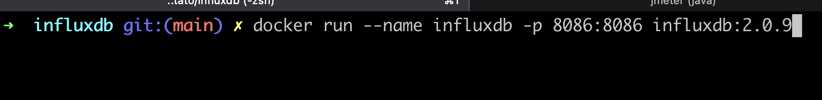 ..tato/influxdb (-zsh)
⌘1
jmeter (java)
➜ influxdb git:(main) ✗ docker run --name influxdb -p 8086:8086 influxdb:2.0.9